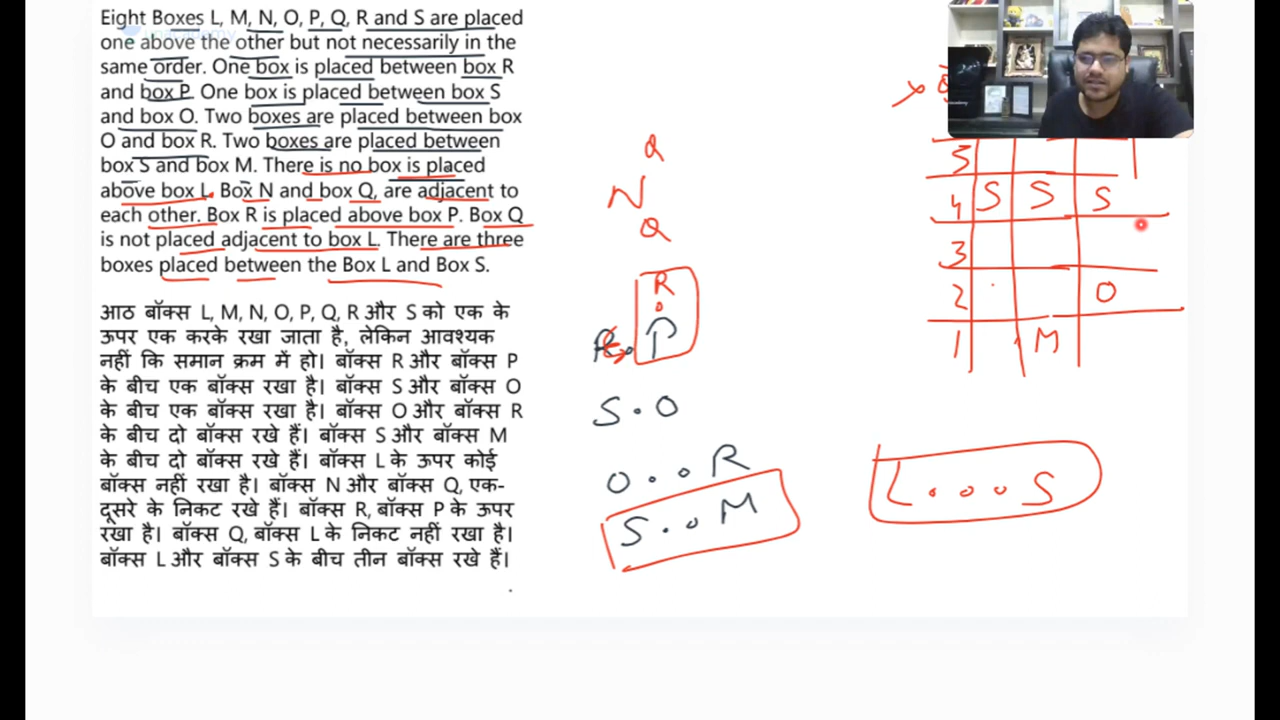 Eight Boxes L, M, N, O, P, Q, R and S are placed
one above the other but not necessarily in the
same order. One box is placed between box R
and box P. One box is placed between box S
and box O. Two boxes are placed between box
O and box R. Two boxes are placed between
box S and box M. There is no box is placed
above box L. Box N and box Q, are adjacent to
each other. Box R is placed above box P. Box Q
is not placed adjacent to box L. There are three
boxes placed between the Box L and Box S.
आठ बॉक्स L, M, N, O, P, Q, R और S को एक के
ऊपर एक करके रखा जाता है, लेकिन आवश्यक
नहीं कि समान क्रम में हो। बॉक्स R और बॉक्स P
के बीच एक बॉक्स रखा है। बॉक्स S और बॉक्स O
के बीच एक बॉक्स रखा है। बॉक्स O और बॉक्स R
के बीच दो बॉक्स रखे हैं। बॉक्स S और बॉक्स M
के बीच दो बॉक्स रखे हैं। बॉक्स L के ऊपर कोई
बॉक्स नहीं रखा है। बॉक्स N और बॉक्स Q, एक-
दूसरे के निकट रखे हैं। बॉक्स R, बॉक्स P के ऊपर
रखा है। बॉक्स Q, बॉक्स L के निकट नहीं रखा है।
बॉक्स L और बॉक्स S के बीच तीन बॉक्स रखे हैं।
Q
N
Q
R
P
S . O
O . . R
S . . M
5
4 S S S
3
2 O
1 M
L . . . S